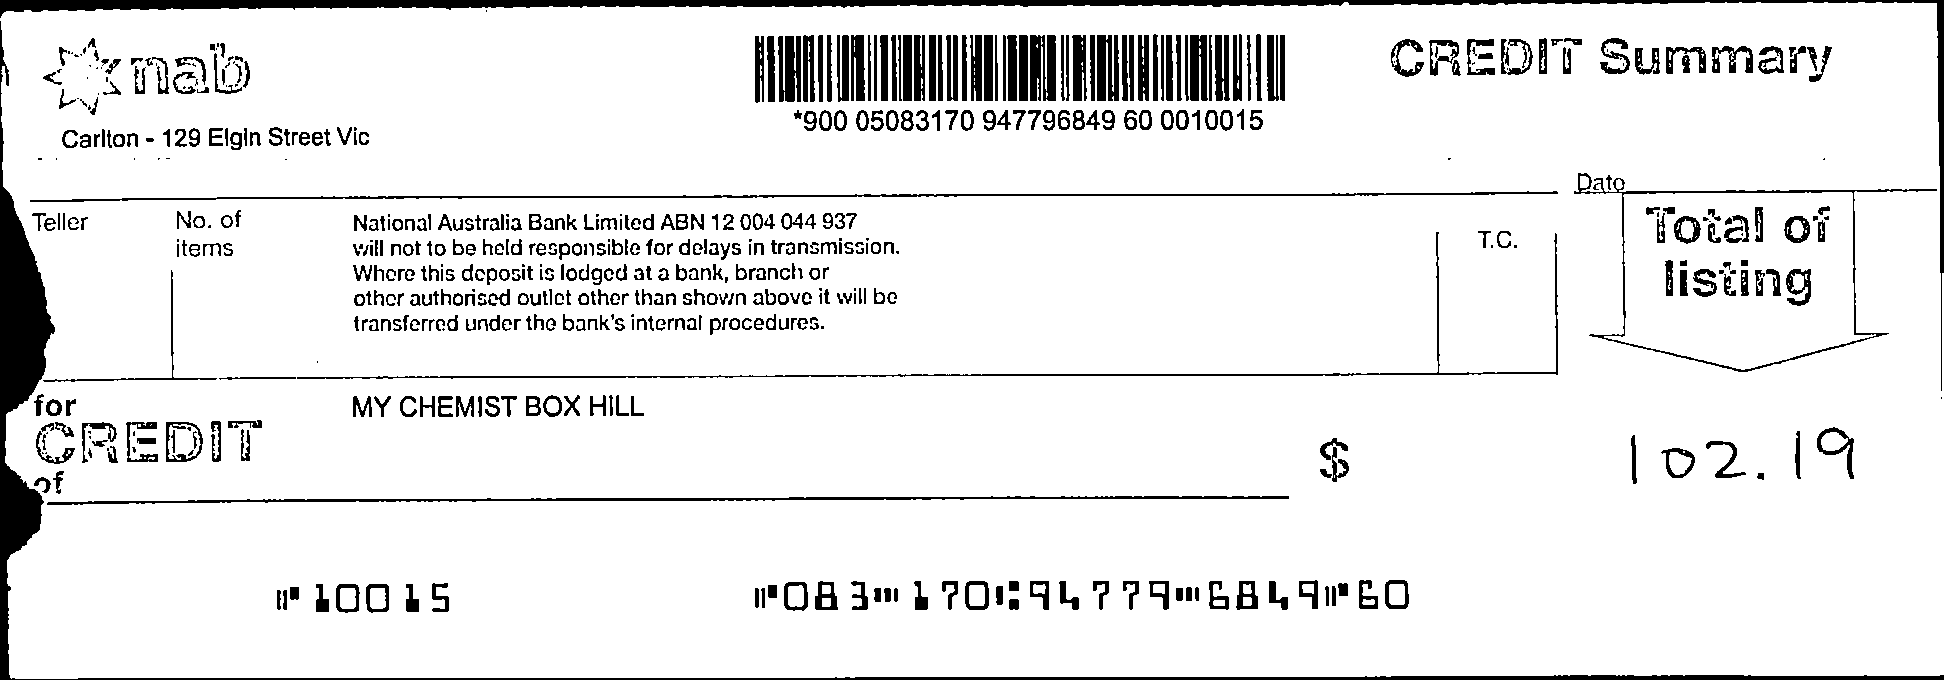 nab
CREDIT Summary
*900 05083170 947796849 60 0010015
Carlton - 129 Elgin Street Vic
Date
Teller
No. of
items
National Australia Bank Limited ABN 12 004 044 937
will not to be held responsible for delays in transmission.
Where this deposit is lodged at a bank, branch or
other authorised outlet other than shown above it will be
transferred under the bank's internal procedures.
T.C.
Total of
listing
for
CREDIT
of
MY CHEMIST BOX HILL
$ 102.19
⑈10015 ⑈083⑉170⑆94779⑉6849⑈60